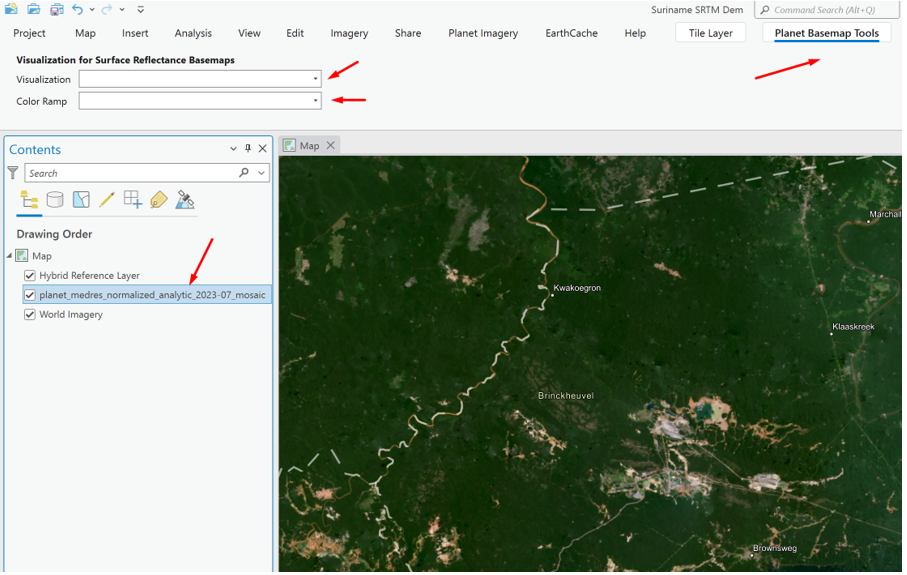 Suriname SRTM Dem
Command Search (Alt+Q)
Project Map Insert Analysis View Edit Imagery Share Planet Imagery EarthCache Help Tile Layer Planet Basemap Tools
Visualization for Surface Reflectance Basemaps
Visualization
Color Ramp
Contents
Search
Drawing Order
Map
Hybrid Reference Layer
planet_medres_normalized_analytic_2023-07_mosaic
World Imagery
Map
Marchall
Kwakoegron
Klaaskreek
Brinckheuvel
Brownsweg